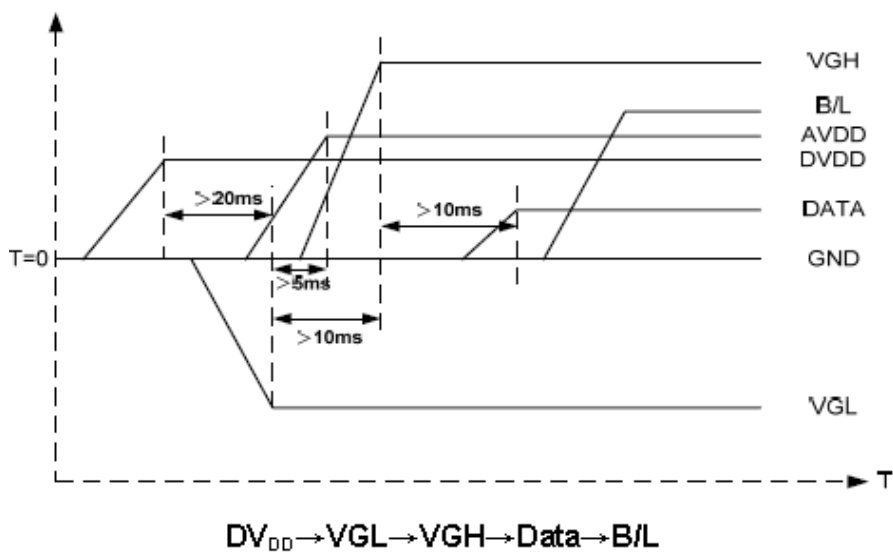 VGH
B/L
AVDD
DVDD
>20ms
>10ms
DATA
T=0
GND
>5ms
>10ms
VGL
T
DVDD→VGL→VGH→Data→B/L